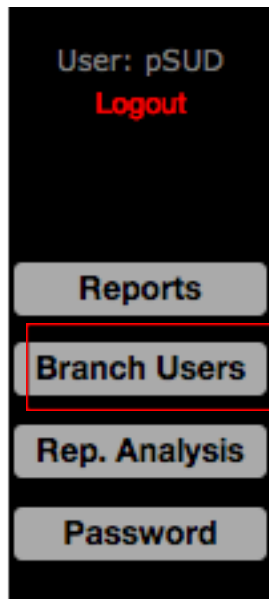 User: pSUD
Logout
Reports
Branch Users
Rep. Analysis
Password